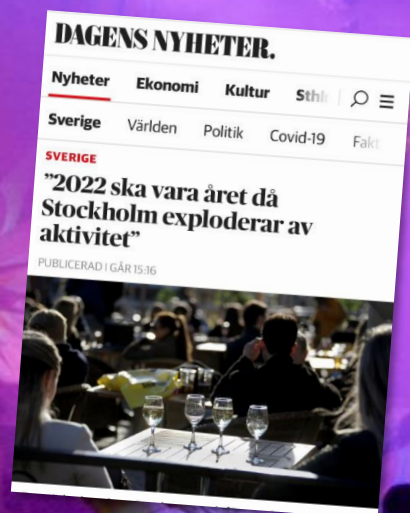 DAGENS NYHETER.
Nyheter Ekonomi Kultur
Sverige Världen Politik Covid-19
SVERIGE
”2022 ska vara året då
Stockholm exploderar av
aktivitet”
PUBLICERAD I GÅR 15:16